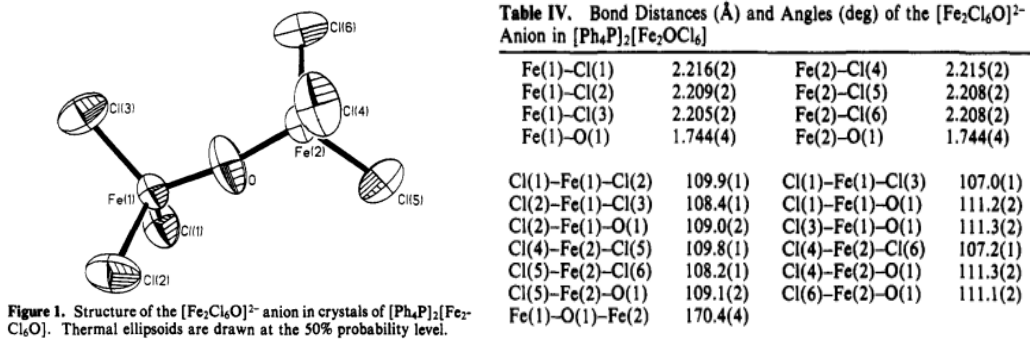 Cl(6)
Cl(3)
Cl(4)
Fe(2)
O
Fe(1)
Cl(5)
Cl(1)
Cl(2)
Figure 1. Structure of the [Fe₂Cl₆O]²⁻ anion in crystals of [Ph₄P]₂[Fe₂-
Cl₆O]. Thermal ellipsoids are drawn at the 50% probability level.
Table IV. Bond Distances (Å) and Angles (deg) of the [Fe₂Cl₆O]²⁻
Anion in [Ph₄P]₂[Fe₂OCl₆]
Fe(1)–Cl(1) 2.216(2) Fe(2)–Cl(4) 2.215(2)
Fe(1)–Cl(2) 2.209(2) Fe(2)–Cl(5) 2.208(2)
Fe(1)–Cl(3) 2.205(2) Fe(2)–Cl(6) 2.208(2)
Fe(1)–O(1) 1.744(4) Fe(2)–O(1) 1.744(4)
Cl(1)–Fe(1)–Cl(2) 109.9(1) Cl(1)–Fe(1)–Cl(3) 107.0(1)
Cl(2)–Fe(1)–Cl(3) 108.4(1) Cl(1)–Fe(1)–O(1) 111.2(2)
Cl(2)–Fe(1)–O(1) 109.0(2) Cl(3)–Fe(1)–O(1) 111.3(2)
Cl(4)–Fe(2)–Cl(5) 109.8(1) Cl(4)–Fe(2)–Cl(6) 107.2(1)
Cl(5)–Fe(2)–Cl(6) 108.2(1) Cl(4)–Fe(2)–O(1) 111.3(2)
Cl(5)–Fe(2)–O(1) 109.1(2) Cl(6)–Fe(2)–O(1) 111.1(2)
Fe(1)–O(1)–Fe(2) 170.4(4)